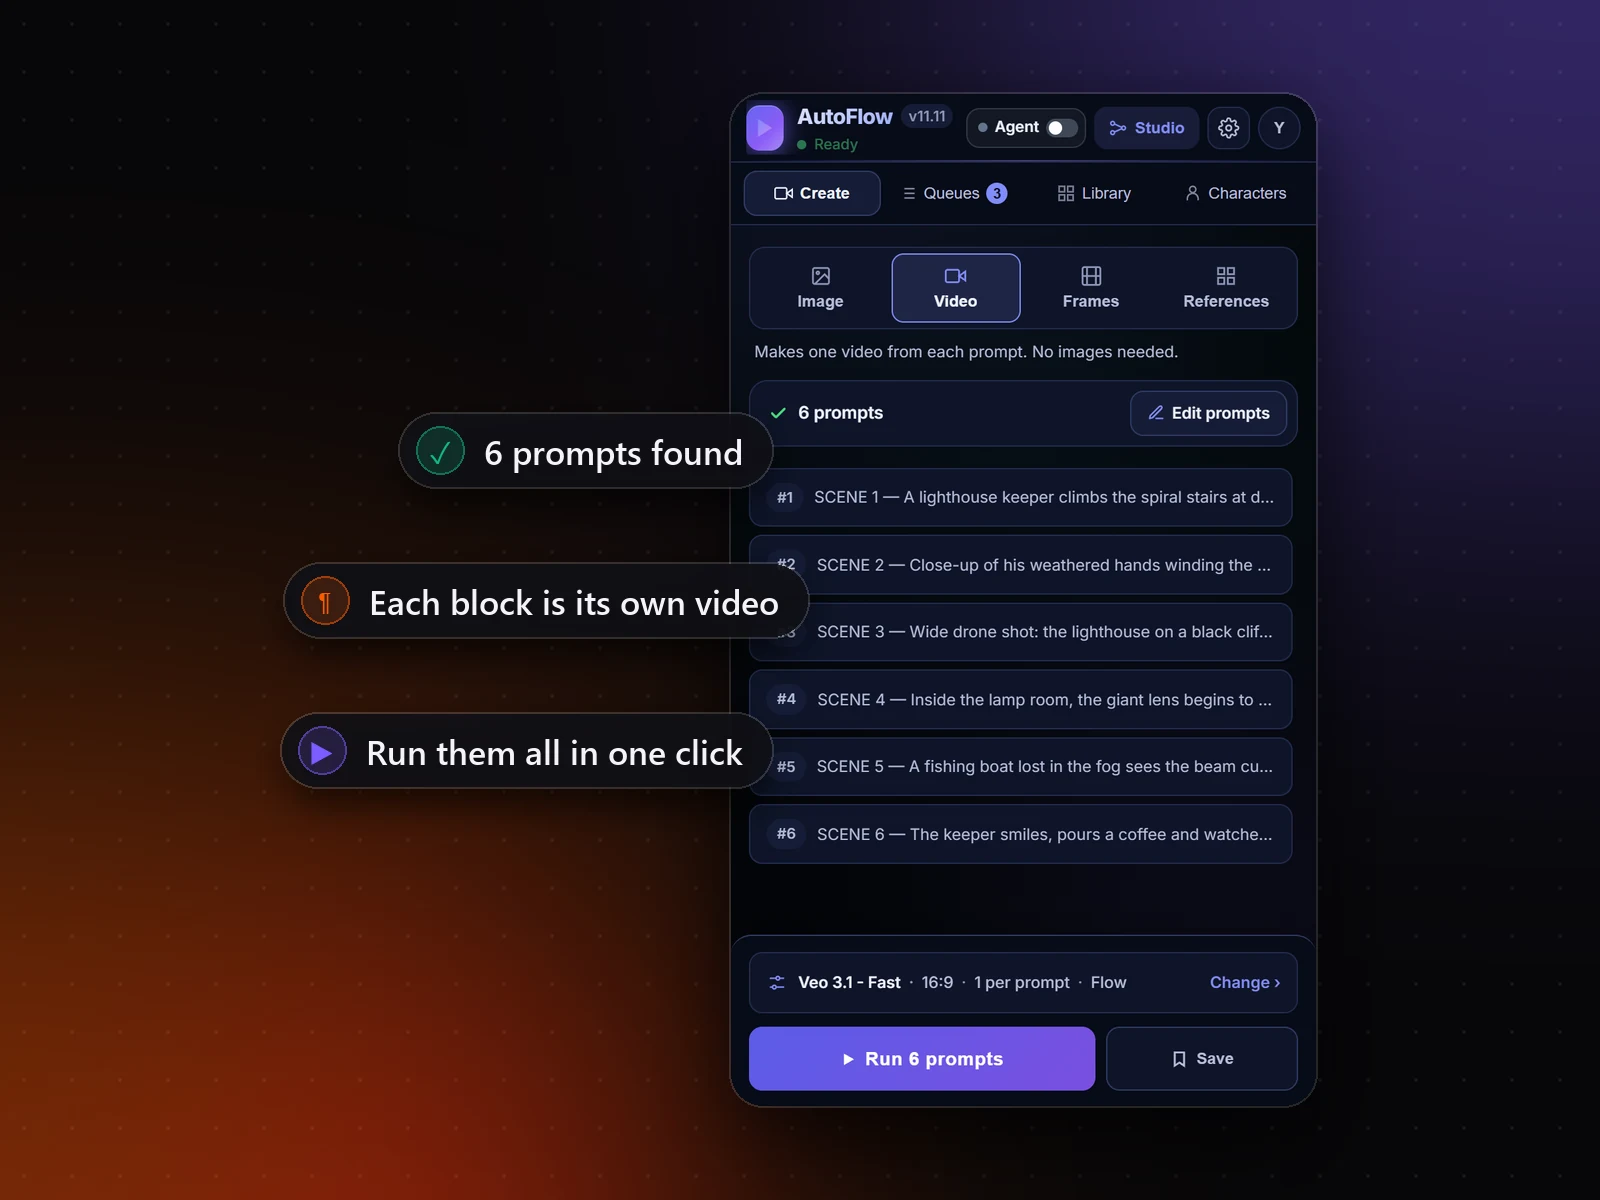 AutoFlow v11.11
Ready
Agent
Studio
Y
Create
Queues 3
Library
Characters
Image
Video
Frames
References
Makes one video from each prompt. No images needed.
6 prompts
Edit prompts
6 prompts found
#1 SCENE 1 — A lighthouse keeper climbs the spiral stairs at d...
#2 SCENE 2 — Close-up of his weathered hands winding the ...
¶ Each block is its own video
#3 SCENE 3 — Wide drone shot: the lighthouse on a black clif...
#4 SCENE 4 — Inside the lamp room, the giant lens begins to ...
Run them all in one click
#5 SCENE 5 — A fishing boat lost in the fog sees the beam cu...
#6 SCENE 6 — The keeper smiles, pours a coffee and watche...
Veo 3.1 - Fast · 16:9 · 1 per prompt · Flow
Change ›
Run 6 prompts
Save